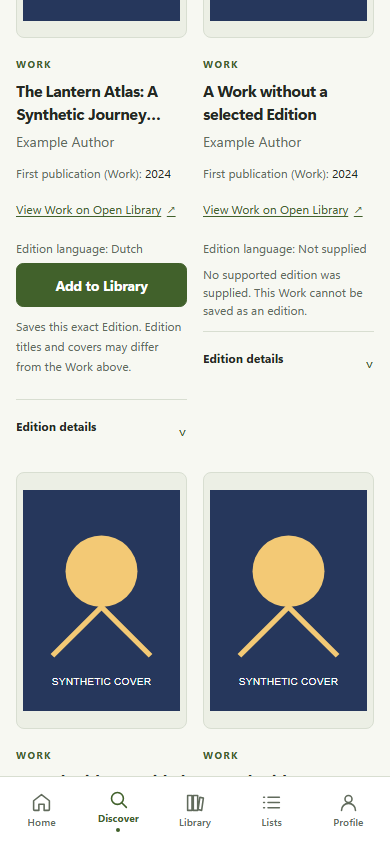 WORK
The Lantern Atlas: A
Synthetic Journey...
Example Author
First publication (Work): 2024
View Work on Open Library ↗
Edition language: Dutch
Add to Library
Saves this exact Edition. Edition
titles and covers may differ
from the Work above.
Edition details
v
WORK
A Work without a
selected Edition
Example Author
First publication (Work): 2024
View Work on Open Library ↗
Edition language: Not supplied
No supported edition was
supplied. This Work cannot be
saved as an edition.
Edition details
v
SYNTHETIC COVER
WORK
SYNTHETIC COVER
WORK
Home
Discover
Library
Lists
Profile